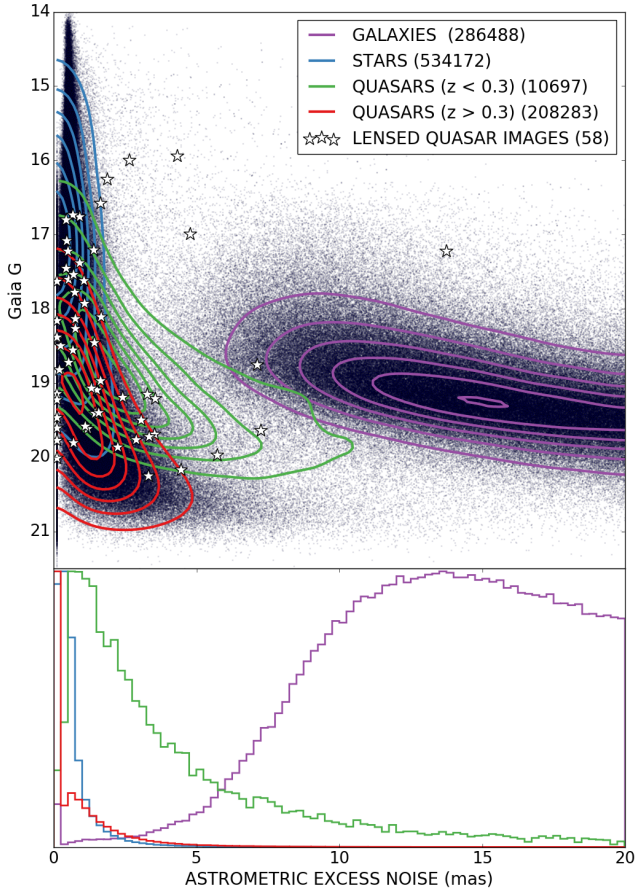 GALAXIES (286488)
STARS (534172)
QUASARS (z < 0.3) (10697)
QUASARS (z > 0.3) (208283)
LENSED QUASAR IMAGES (58)
14
15
16
17
18
19
20
21
Gaia G
0
5
10
15
20
ASTROMETRIC EXCESS NOISE (mas)